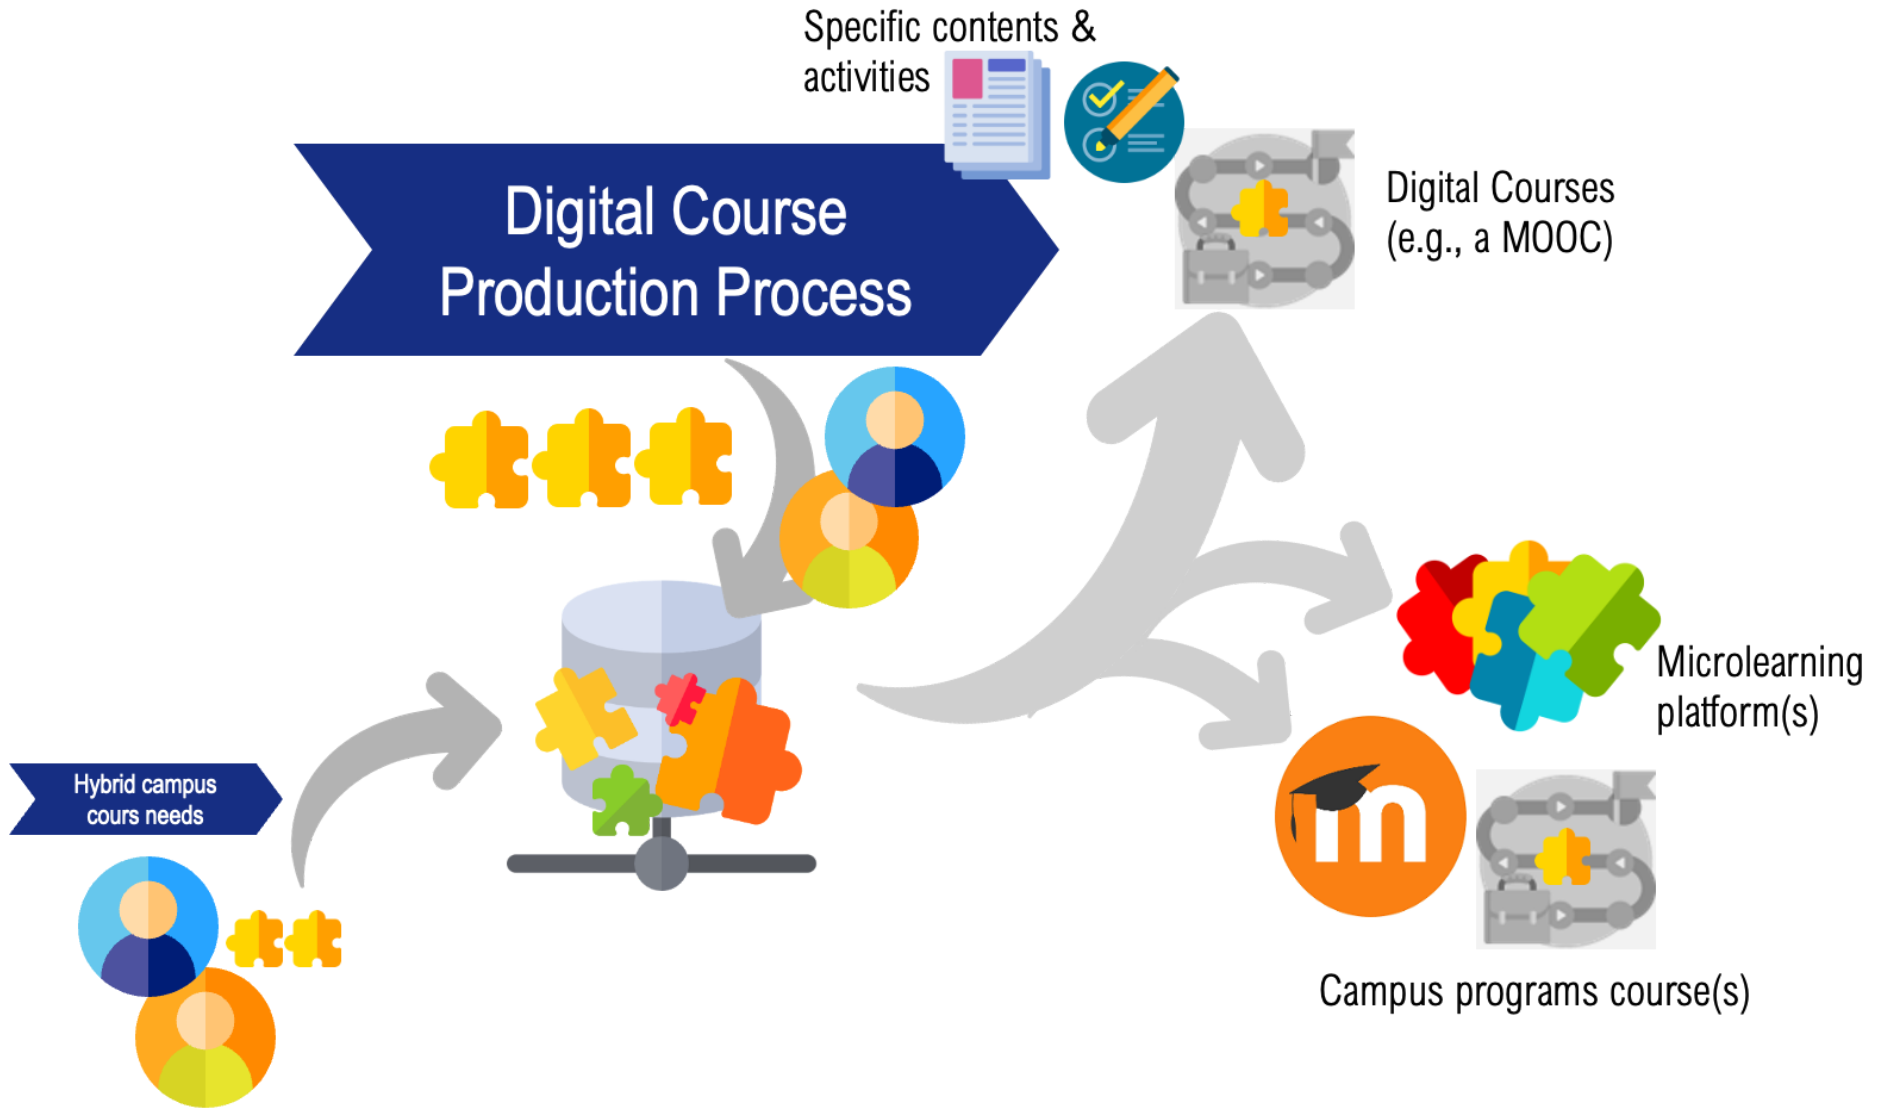 Specific contents &
activities
Digital Course
Production Process
Digital Courses
(e.g., a MOOC)
Microlearning
platform(s)
Hybrid campus
cours needs
m
Campus programs course(s)